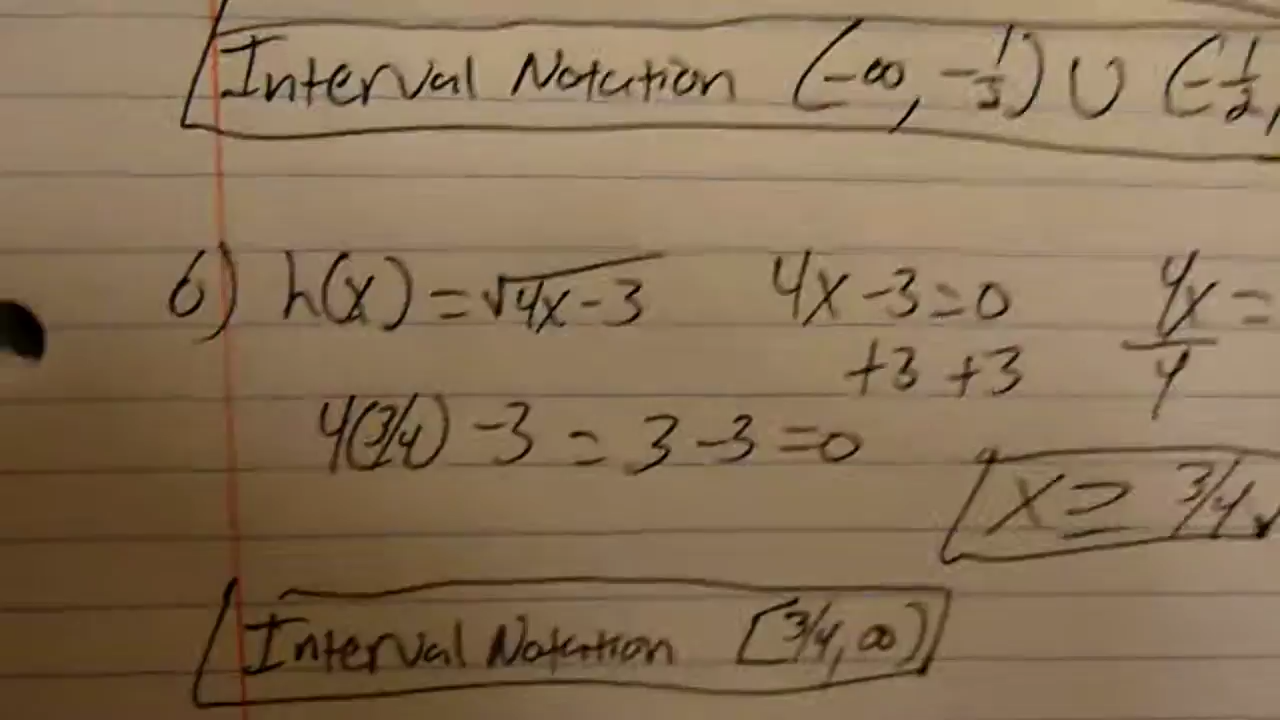 Interval Notation (-∞, -1/2) ∪ (-1/2,
6) h(x) = √4x-3 4x-3=0 4x =
+3 +3 4
4(3/4) -3 = 3-3=0
x ≥ 3/4 ✓
Interval Notation [3/4, ∞)